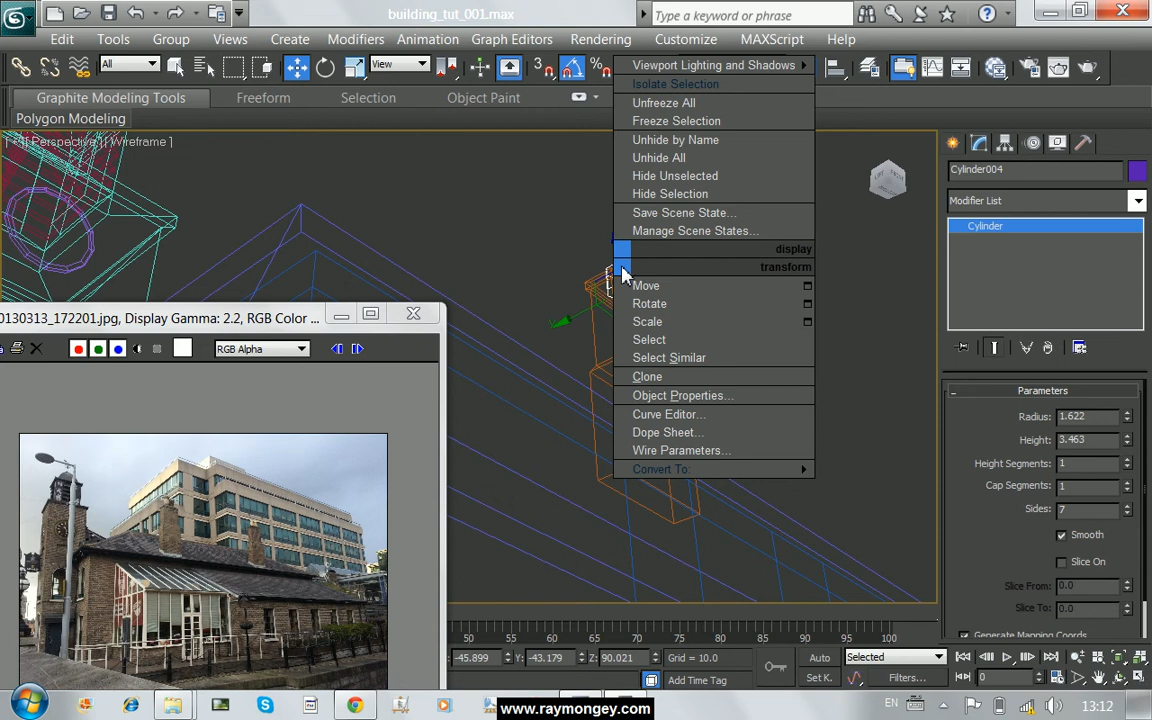 building_tut_001.max
Type a keyword or phrase
Edit Tools Group Views Create Modifiers Animation Graph Editors Rendering Customize MAXScript Help
All
View
3
%
Graphite Modeling Tools Freeform Selection Object Paint
Polygon Modeling
[ + ][ Perspective ] [ Wireframe ]
Viewport Lighting and Shadows
Isolate Selection
Unfreeze All
Freeze Selection
Unhide by Name
Unhide All
Hide Unselected
Hide Selection
Save Scene State...
Manage Scene States...
display
transform
Move
Rotate
Scale
Select
Select Similar
Clone
Object Properties...
Curve Editor...
Dope Sheet...
Wire Parameters...
Convert To:
Cylinder004
Modifier List
Cylinder
Parameters
Radius: 1.622
Height: 3.463
Height Segments: 1
Cap Segments: 1
Sides: 7
Smooth
Slice On
Slice From: 0.0
Slice To: 0.0
Generate Mapping Coords
0130313_172201.jpg, Display Gamma: 2.2, RGB Color ...
RGB Alpha
50 55 60 65 70 75 80 85 90 95 100
-45.899 Y: -43.179 Z: 90.021 Grid = 10.0
Add Time Tag
Auto Selected
Set K. Filters... 0
www.raymongey.com
EN 13:12